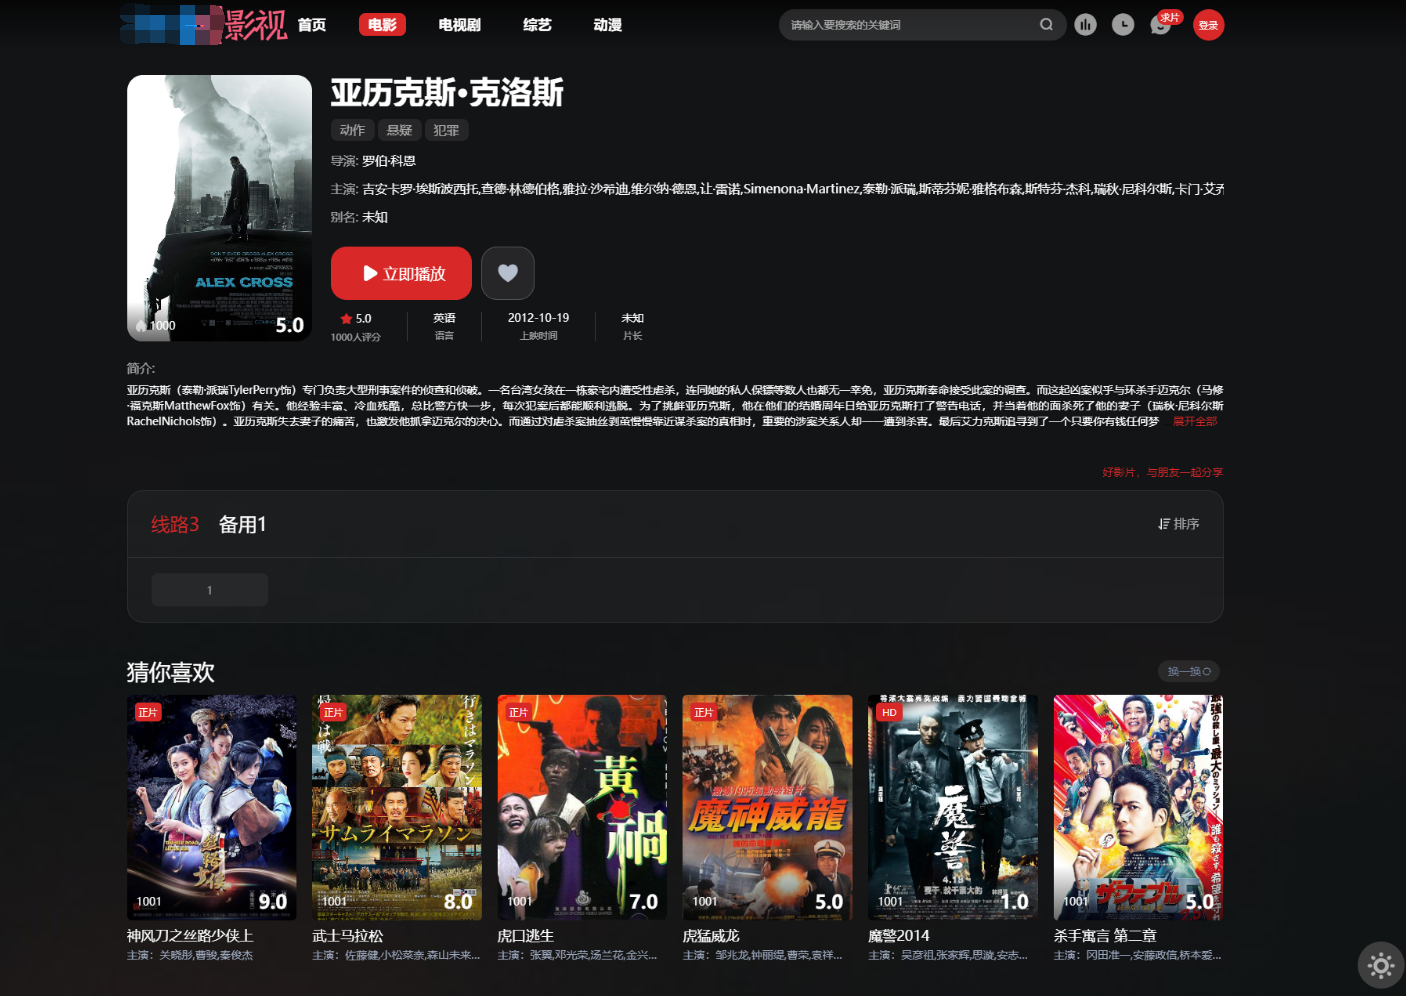 影视
首页
电影
电视剧
综艺
动漫
请输入要搜索的关键词
求片
登录
亚历克斯·克洛斯
动作 悬疑 犯罪
导演: 罗伯·科恩
主演: 吉安卡罗·埃斯波西托,查德·林德伯格,雅拉·沙希迪,维尔纳·德恩,让·雷诺,Simenona·Martinez,泰勒·派瑞,斯蒂芬妮·雅格布森,斯特芬·杰科,瑞秋·尼科尔斯,卡门·艾
别名: 未知
立即播放
ALEX CROSS
1000
5.0
5.0
1000人评分
英语
语言
2012-10-19
上映时间
未知
片长
简介:
亚历克斯（泰勒·派瑞TylerPerry饰）专门负责大型刑事案件的侦查和侦破。一名台湾女孩在一栋豪宅内遭受性虐杀，连同她的私人保镖等数人也都无一幸免，亚历克斯奉命接受此案的调查。而这起凶案似乎与环杀手迈克尔（马修
·福克斯MatthewFox饰）有关。他经验丰富、冷血残酷，总比警方快一步，每次犯案后都能顺利逃脱。为了挑衅亚历克斯，他在他们的结婚周年日给亚历克斯打了警告电话，并当着他的面杀死了他的妻子（瑞秋·尼科尔斯
RachelNichols饰）。亚历克斯失去妻子的痛苦，也激发他抓拿迈克尔的决心。而通过对虐杀案抽丝到茧慢慢靠近谋杀案的真相时，重要的涉案关系人却一一遭到杀害。最后艾力克斯追寻到了一个只要你有钱任何梦 展开全部
好影片，与朋友一起分享
线路3 备用1
排序
1
猜你喜欢
换一换
正片
1001
9.0
神风刀之丝路少侠上
主演：关晓彤,曹骏,秦俊杰
正片
行きはマラソン
サムライマラソン
1001
8.0
武士马拉松
主演：佐藤健,小松菜奈,森山未来...
正片
黄禍
1001
7.0
虎口逃生
主演：张翼,邓光荣,汤兰花,金兴...
正片
魔神威龍
1001
5.0
虎猛威龙
主演：邹兆龙,钟丽缇,曹荣,袁祥...
HD
魔警
4.18
1001
1.0
魔警2014
主演：吴彦祖,张家辉,思漩,安志...
最大のミッション
誰も殺さず、
ザ・ファブル
1001
5.0
杀手寓言 第二章
主演：冈田准一,安藤政信,桥本爱...